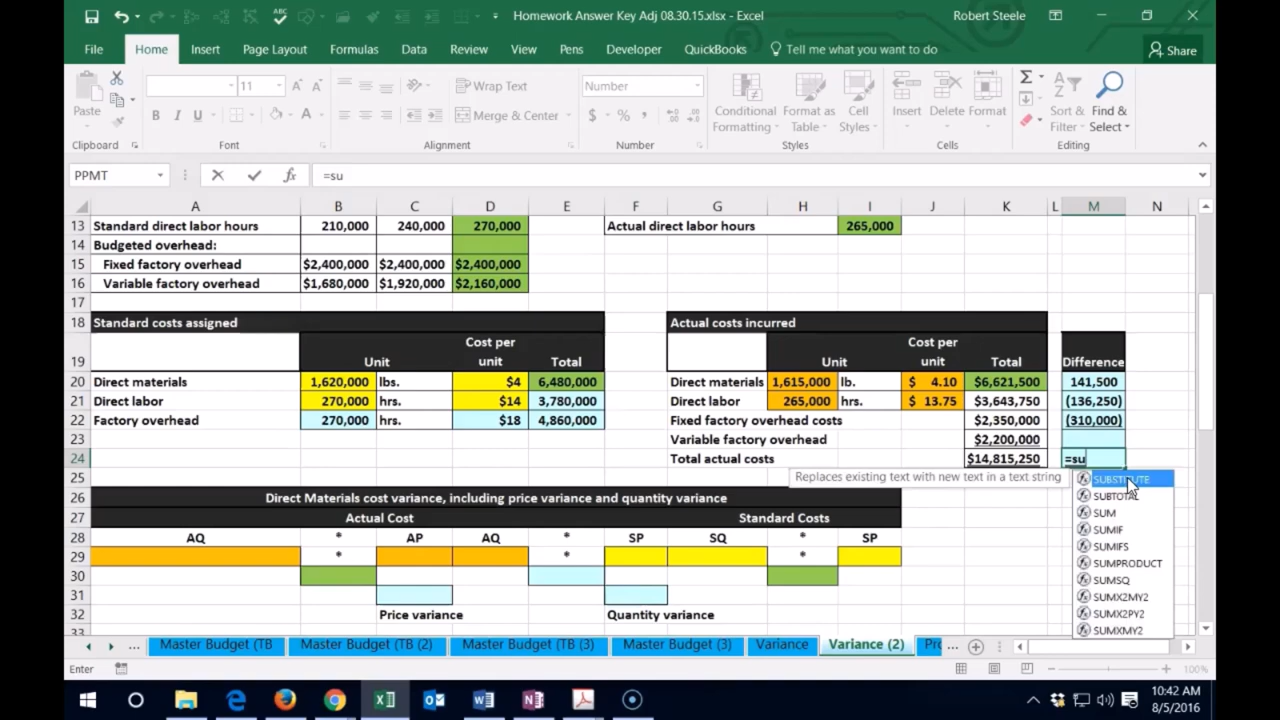 Homework Answer Key Adj 08.30.15.xlsx - Excel
Robert Steele
File Home Insert Page Layout Formulas Data Review View Pens Developer QuickBooks Tell me what you want to do Share
Paste
11
Wrap Text
Merge & Center
Number
B I U
$ % ,
Conditional Formatting
Format as Table
Cell Styles
Insert
Delete
Format
Sort & Filter
Find & Select
Clipboard Font Alignment Number Styles Cells Editing
PPMT =su
A B C D E F G H I J K L M N
13 Standard direct labor hours 210,000 240,000 270,000 Actual direct labor hours 265,000
14 Budgeted overhead:
15 Fixed factory overhead $2,400,000 $2,400,000 $2,400,000
16 Variable factory overhead $1,680,000 $1,920,000 $2,160,000
17
18 Standard costs assigned Actual costs incurred
Cost per Cost per
19 Unit unit Total Unit unit Total Difference
20 Direct materials 1,620,000 lbs. $4 6,480,000 Direct materials 1,615,000 lb. $ 4.10 $6,621,500 141,500
21 Direct labor 270,000 hrs. $14 3,780,000 Direct labor 265,000 hrs. $ 13.75 $3,643,750 (136,250)
22 Factory overhead 270,000 hrs. $18 4,860,000 Fixed factory overhead costs $2,350,000 (310,000)
23 Variable factory overhead $2,200,000
24 Total actual costs $14,815,250 =su
25
Replaces existing text with new text in a text string
SUBSTITUTE
SUBTOTAL
SUM
SUMIF
SUMIFS
SUMPRODUCT
SUMSQ
SUMX2MY2
SUMX2PY2
SUMXMY2
26 Direct Materials cost variance, including price variance and quantity variance
27 Actual Cost Standard Costs
28 AQ * AP AQ * SP SQ * SP
29 * * *
30
31
32 Price variance Quantity variance
33
... Master Budget (TB Master Budget (TB (2) Master Budget (TB (3) Master Budget (3) Variance Variance (2) Pr ...
Enter 100%
10:42 AM
8/5/2016